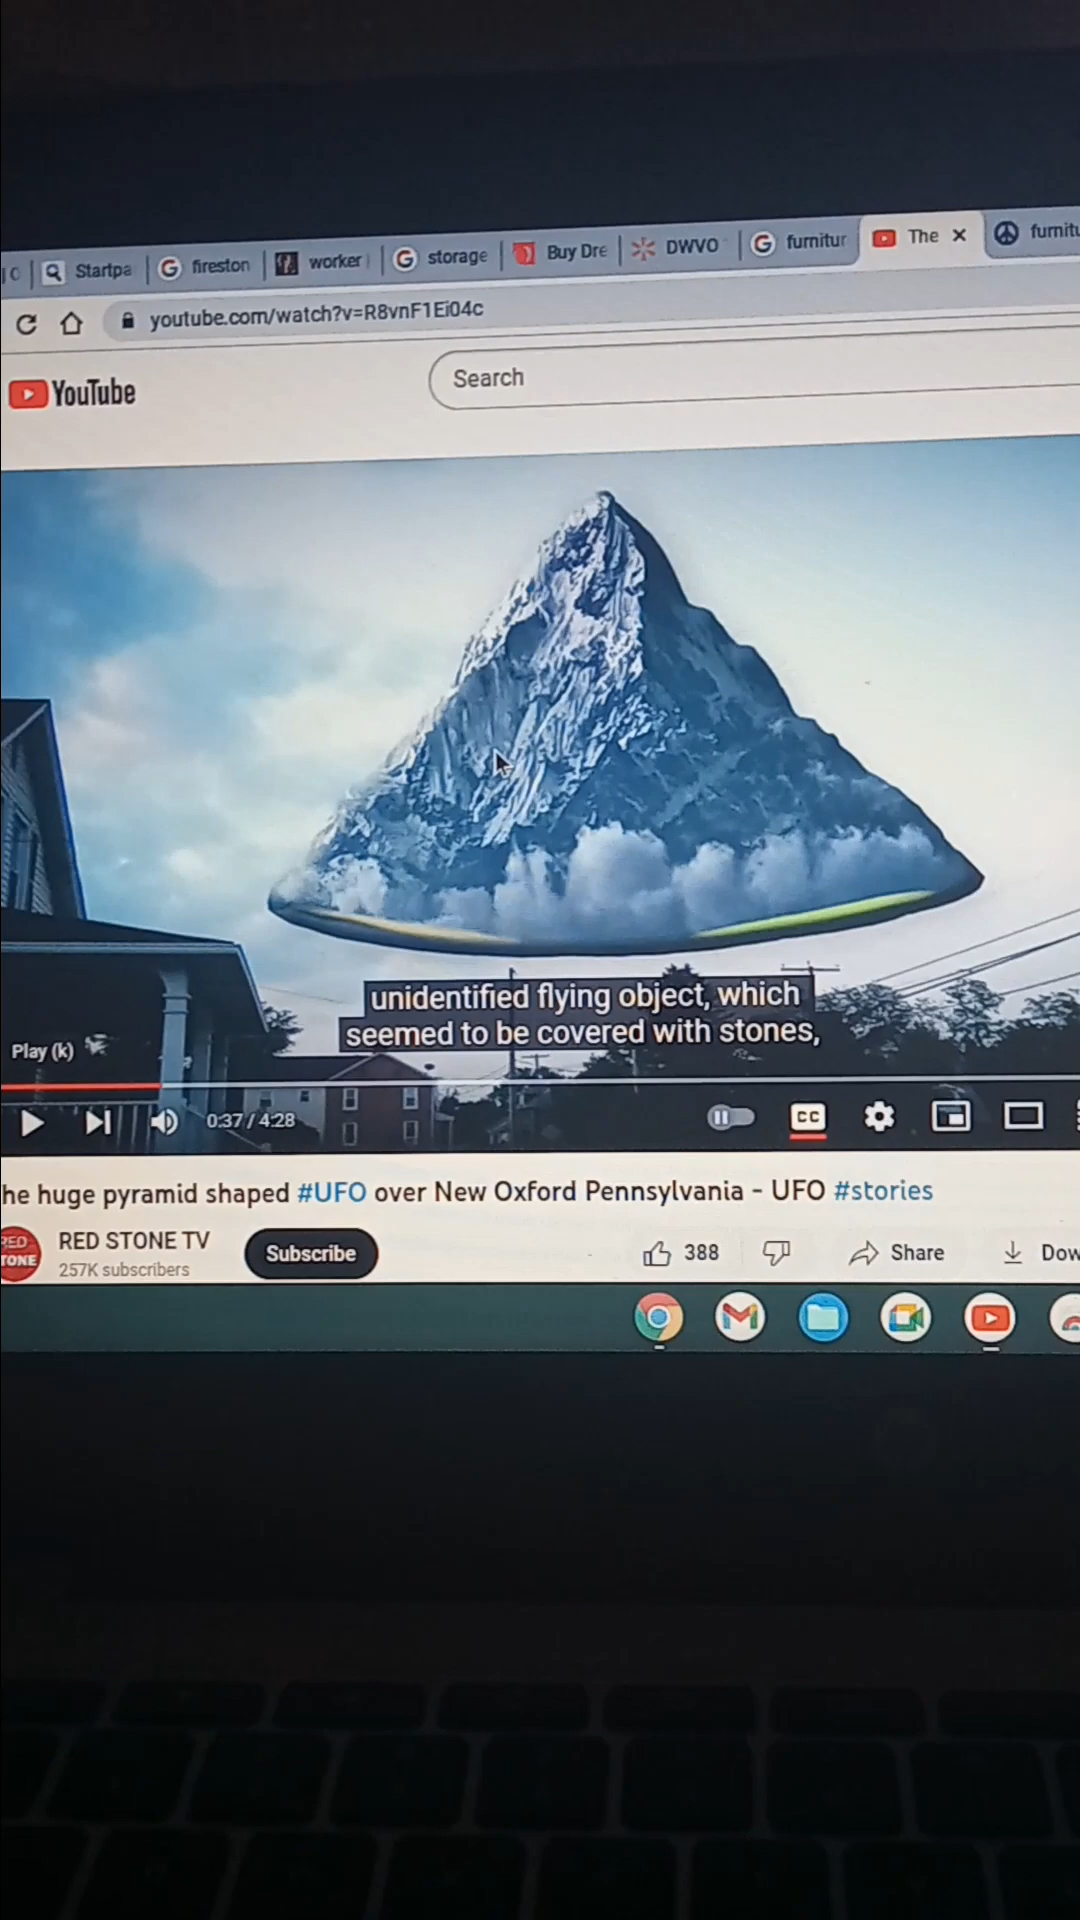 Startpa
fireston
worker
storage
Buy Dre
DWVO
furnitur
The
furnitu
youtube.com/watch?v=R8vnF1Ei04c
YouTube
Search
unidentified flying object, which
seemed to be covered with stones,
Play (k)
0:37 / 4:28
CC
he huge pyramid shaped #UFO over New Oxford Pennsylvania - UFO #stories
RED STONE TV
257K subscribers
Subscribe
388
Share
Dow